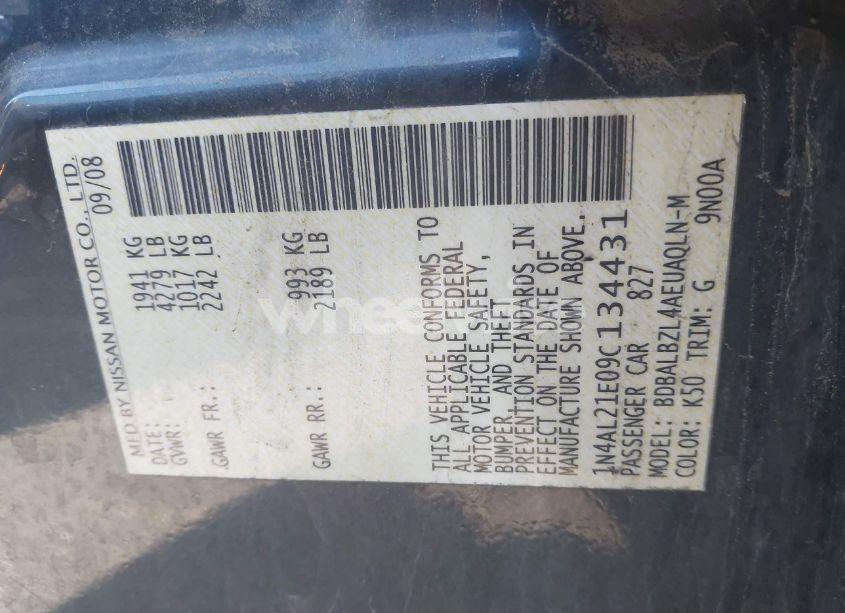 MFD BY NISSAN MOTOR CO., LTD.
DATE: 09/08
GVWR: 1941 KG
4279 LB
GAWR FR.: 1017 KG
2242 LB
GAWR RR.: 993 KG
2189 LB
THIS VEHICLE CONFORMS TO
ALL APPLICABLE FEDERAL
MOTOR VEHICLE SAFETY,
BUMPER, AND THEFT
PREVENTION STANDARDS IN
EFFECT ON THE DATE OF
MANUFACTURE SHOWN ABOVE.
1N4AL21E09C134431
PASSENGER CAR 827
MODEL: BDBALBZL4AEUAQLN-M
COLOR: K50 TRIM: G 9N00A